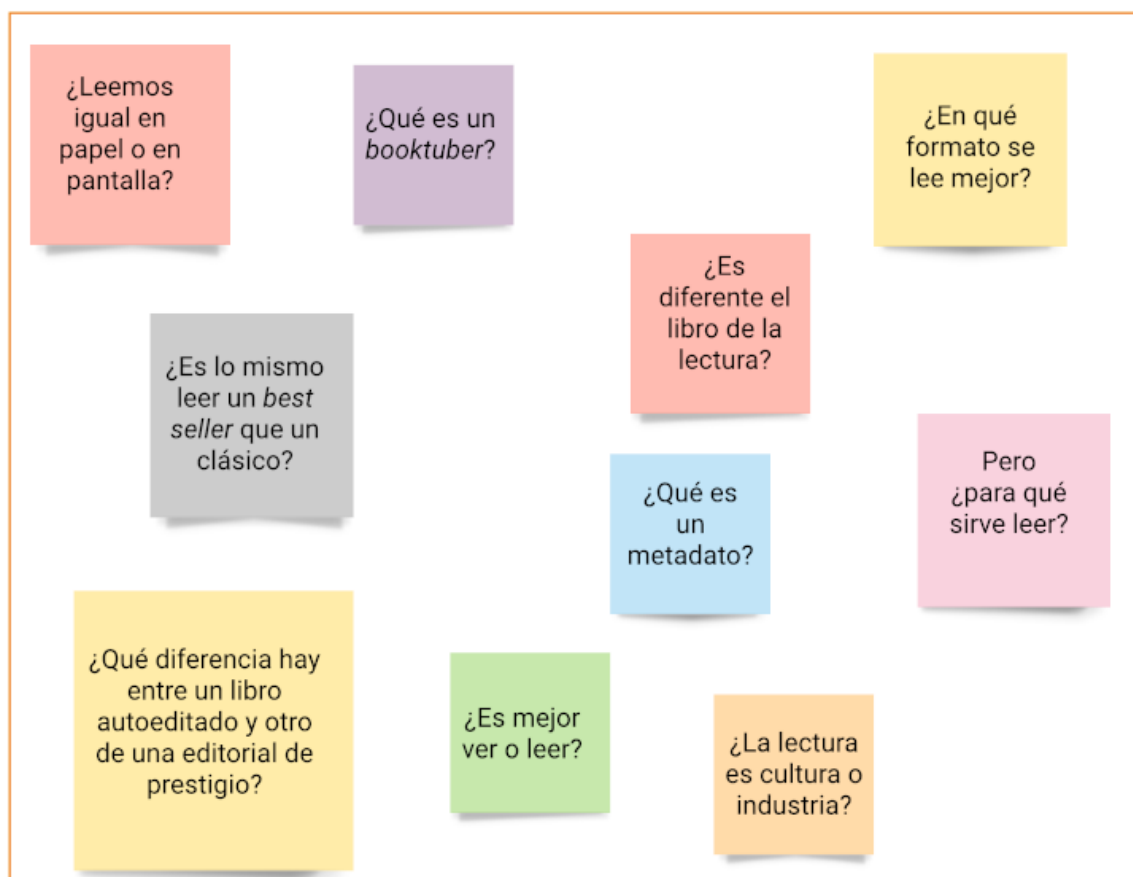 ¿Leemos
igual en
papel o en
pantalla?
¿Qué es un
booktuber?
¿En qué
formato se
lee mejor?
¿Es
diferente el
libro de la
lectura?
¿Es lo mismo
leer un best
seller que un
clásico?
Pero
¿para qué
sirve leer?
¿Qué es
un
metadato?
¿Qué diferencia hay
entre un libro
autoeditado y otro
de una editorial de
prestigio?
¿Es mejor
ver o leer?
¿La lectura
es cultura o
industria?